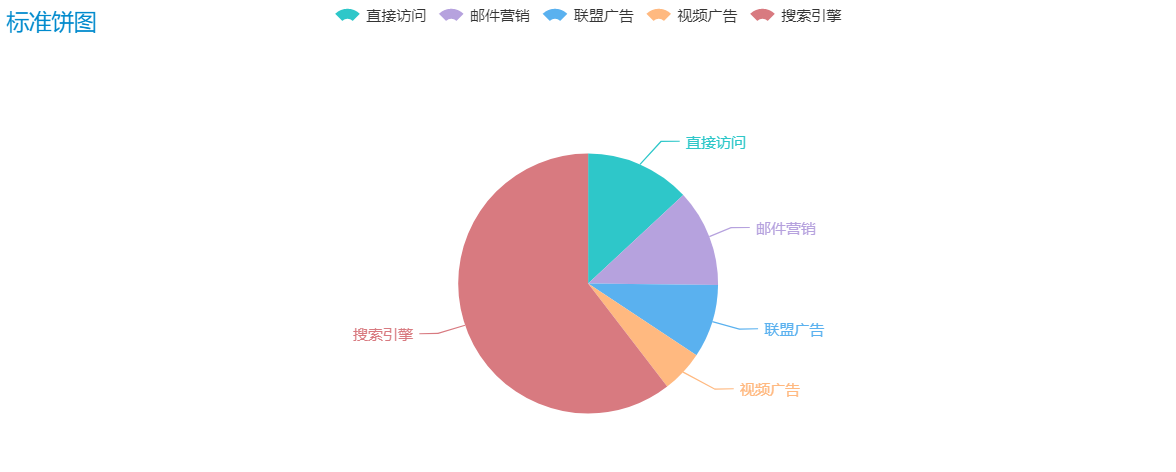 标准饼图
直接访问 邮件营销 联盟广告 视频广告 搜索引擎
直接访问
邮件营销
联盟广告
搜索引擎
视频广告